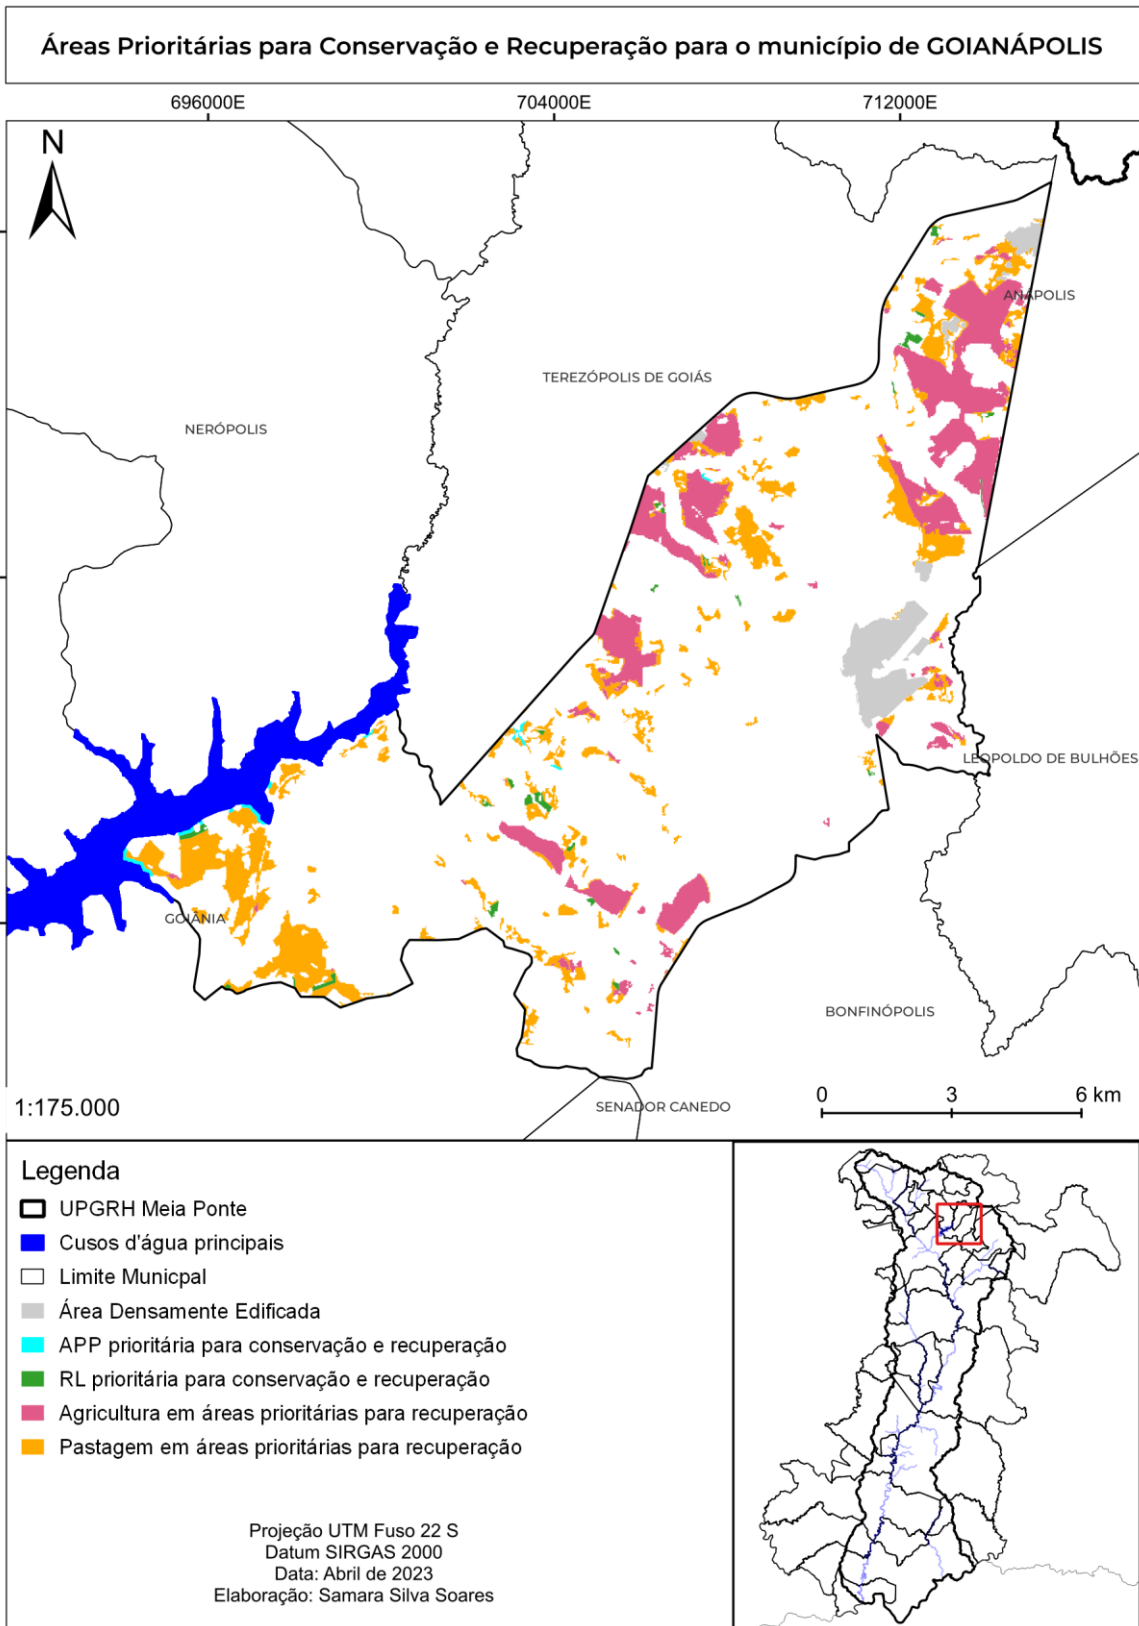 Áreas Prioritárias para Conservação e Recuperação para o município de GOIANÁPOLIS
696000E 704000E 712000E
N
ANÁPOLIS
TEREZÓPOLIS DE GOIÁS
NERÓPOLIS
LEOPOLDO DE BULHÕES
GOIÂNIA
BONFINÓPOLIS
SENADOR CANEDO
1:175.000
0 3 6 km
Legenda
UPGRH Meia Ponte
Cusos d'água principais
Limite Municpal
Área Densamente Edificada
APP prioritária para conservação e recuperação
RL prioritária para conservação e recuperação
Agricultura em áreas prioritárias para recuperação
Pastagem em áreas prioritárias para recuperação
Projeção UTM Fuso 22 S
Datum SIRGAS 2000
Data: Abril de 2023
Elaboração: Samara Silva Soares